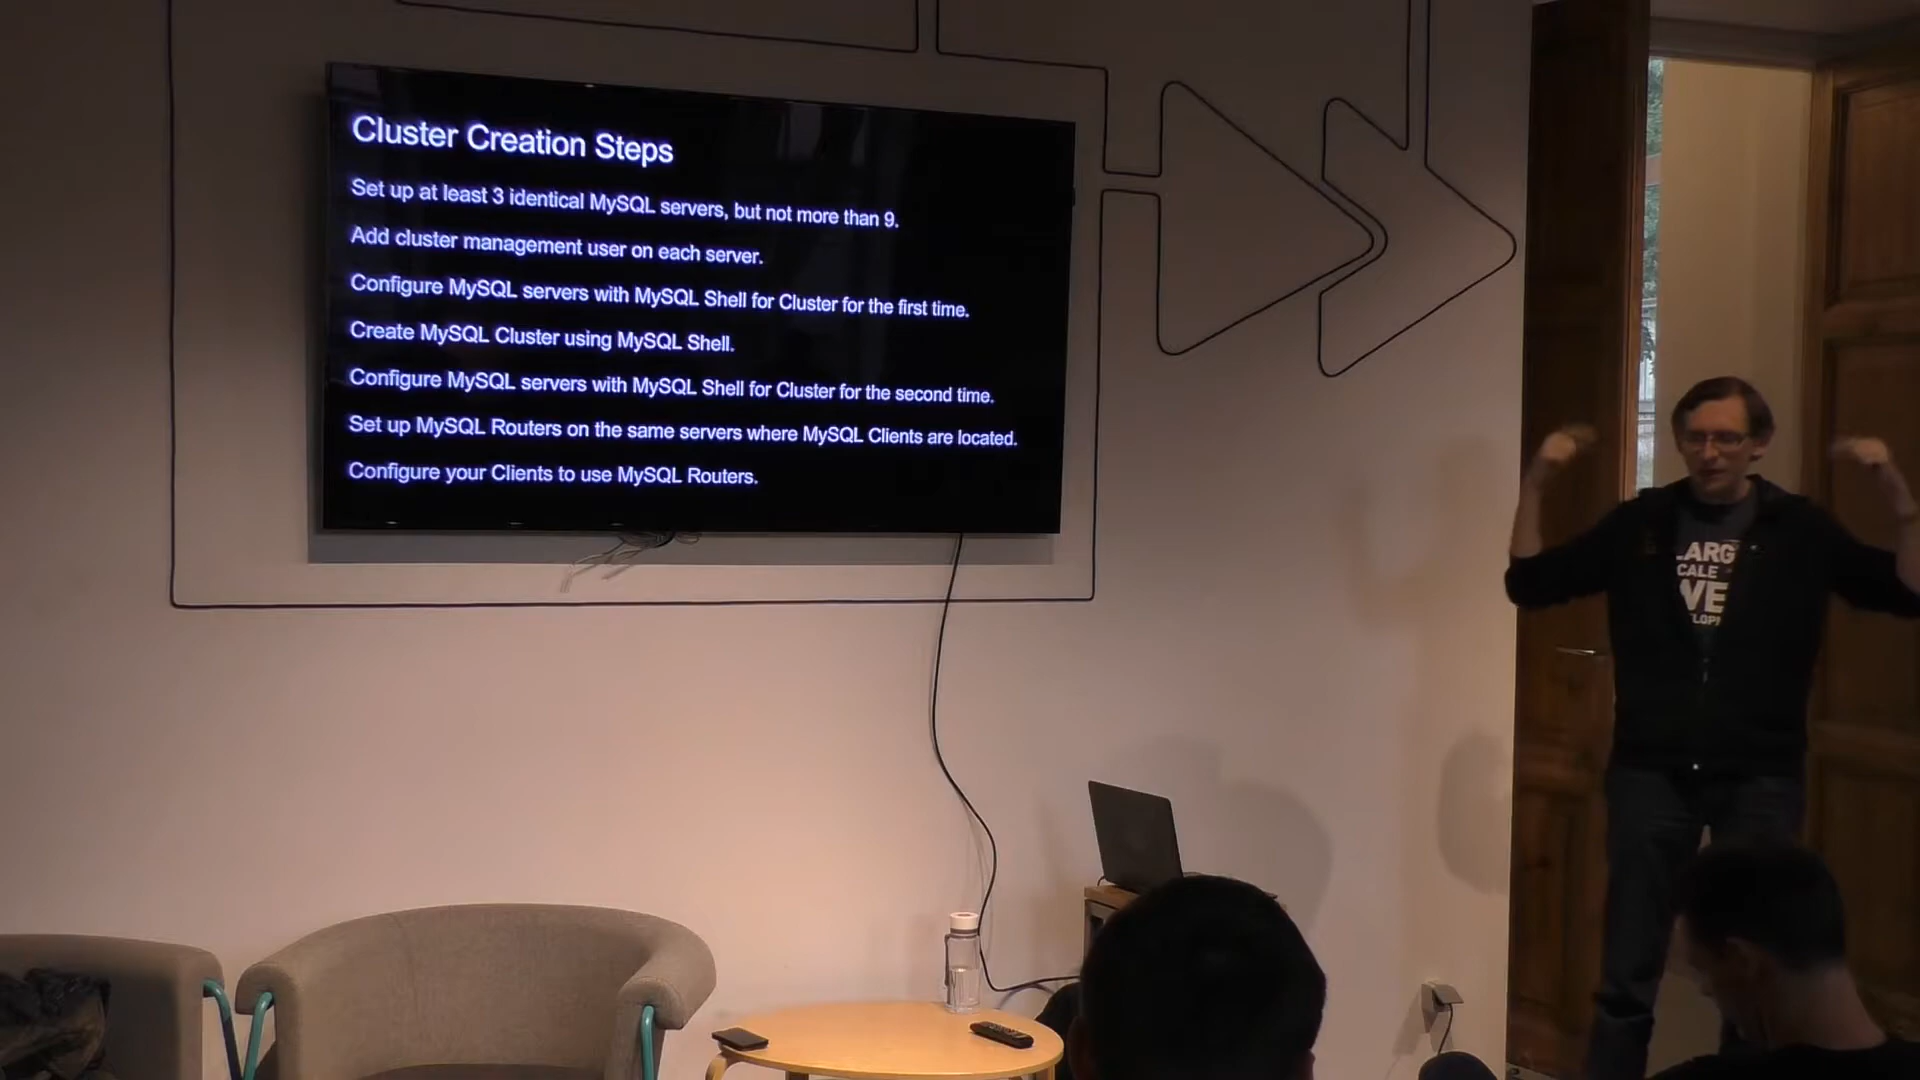 Cluster Creation Steps
Set up at least 3 identical MySQL servers, but not more than 9.
Add cluster management user on each server.
Configure MySQL servers with MySQL Shell for Cluster for the first time.
Create MySQL Cluster using MySQL Shell.
Configure MySQL servers with MySQL Shell for Cluster for the second time.
Set up MySQL Routers on the same servers where MySQL Clients are located.
Configure your Clients to use MySQL Routers.